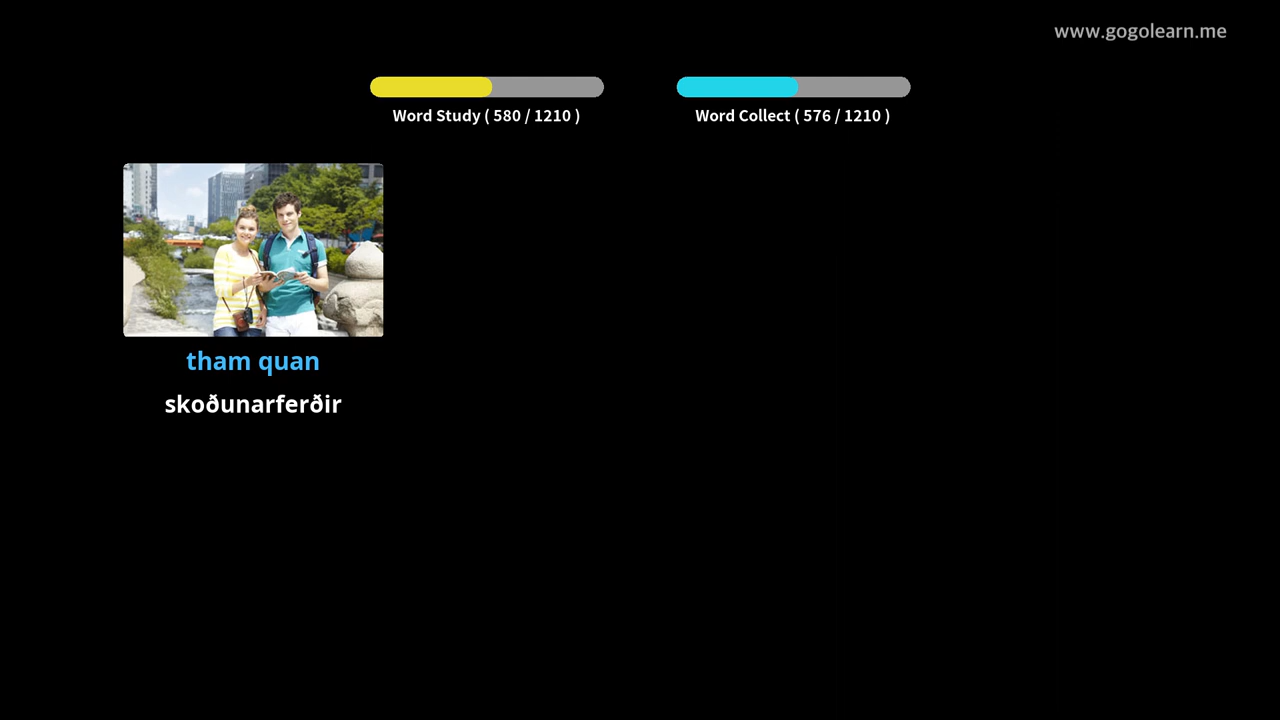 www.gogolearn.me
Word Study ( 580 / 1210 )
Word Collect ( 576 / 1210 )
tham quan
skoðunarferðir